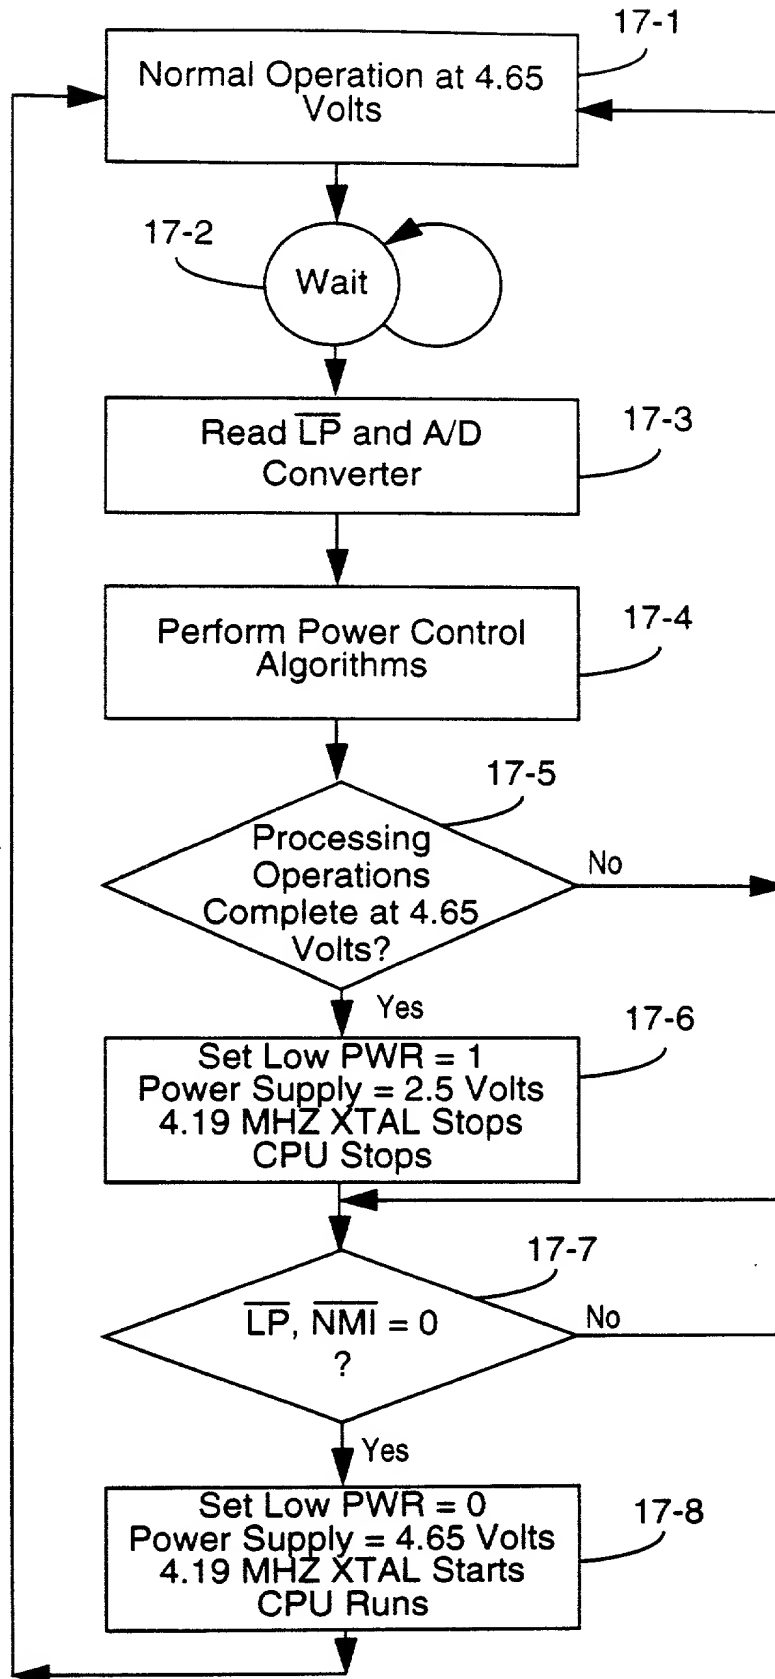 17-1
Normal Operation at 4.65
Volts
17-2
Wait
17-3
Read L̅P̅ and A/D
Converter
17-4
Perform Power Control
Algorithms
17-5
Processing
Operations
Complete at 4.65
Volts?
No
Yes
17-6
Set Low PWR = 1
Power Supply = 2.5 Volts
4.19 MHZ XTAL Stops
CPU Stops
17-7
L̅P̅, N̅M̅I̅ = 0
?
No
Yes
17-8
Set Low PWR = 0
Power Supply = 4.65 Volts
4.19 MHZ XTAL Starts
CPU Runs